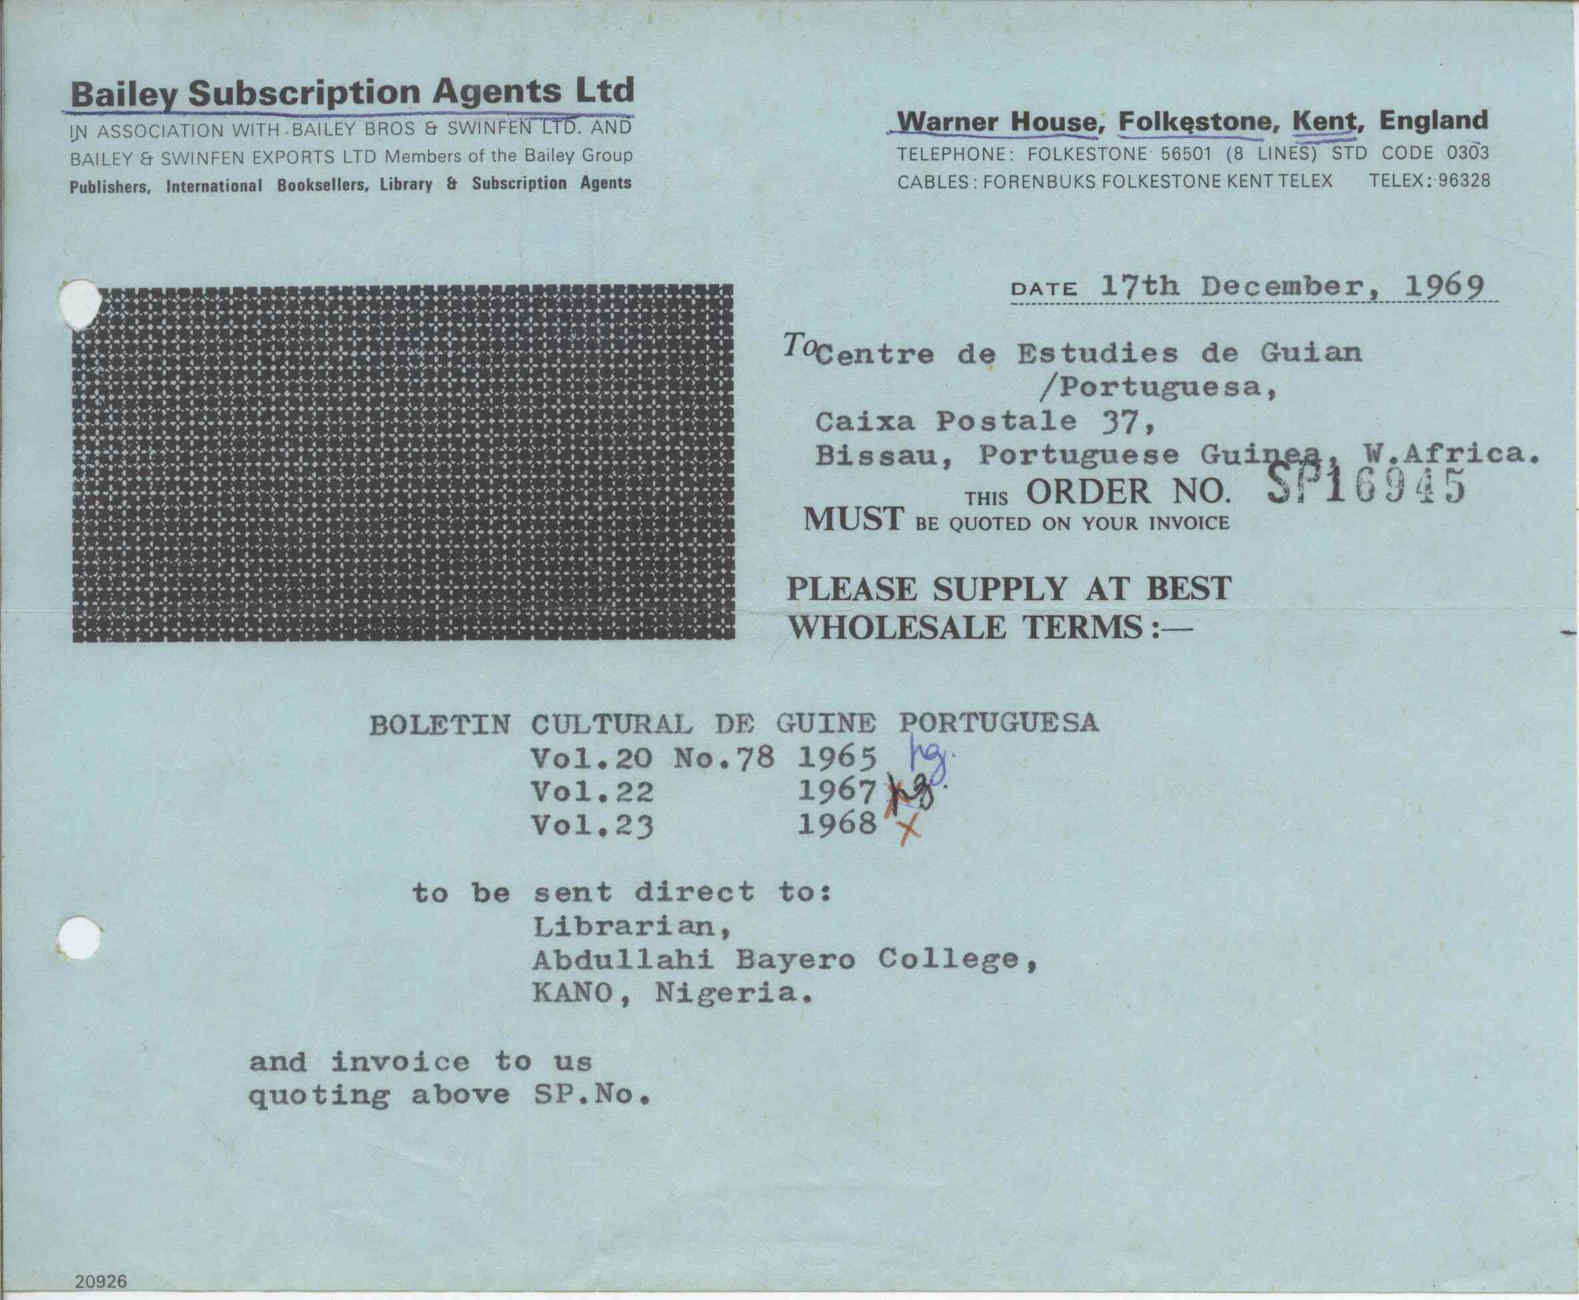 Bailey Subscription Agents Ltd
IN ASSOCIATION WITH BAILEY BROS & SWINFEN LTD. AND
BAILEY & SWINFEN EXPORTS LTD Members of the Bailey Group
Publishers, International Booksellers, Library & Subscription Agents
Warner House, Folkestone, Kent, England
TELEPHONE: FOLKESTONE 56501 (8 LINES) STD CODE 0303
CABLES: FORENBUKS FOLKESTONE KENT TELEX TELEX: 96328
DATE 17th December, 1969
To Centre de Estudies de Guian
/Portuguesa,
Caixa Postale 37,
Bissau, Portuguese Guinea, W.Africa.
THIS ORDER NO. SP16945
MUST BE QUOTED ON YOUR INVOICE
PLEASE SUPPLY AT BEST
WHOLESALE TERMS:—
BOLETIN CULTURAL DE GUINE PORTUGUESA
Vol.20 No.78 1965 pg.
Vol.22 1967 pg.
Vol.23 1968 x
to be sent direct to:
Librarian,
Abdullahi Bayero College,
KANO, Nigeria.
and invoice to us
quoting above SP.No.
20926